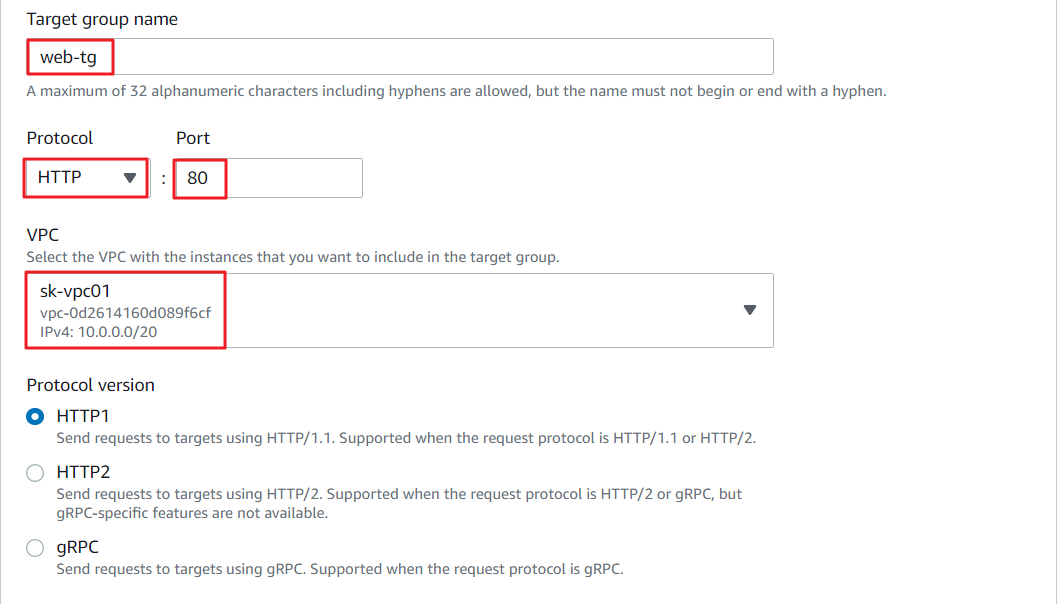 Target group name
web-tg
A maximum of 32 alphanumeric characters including hyphens are allowed, but the name must not begin or end with a hyphen.
Protocol Port
HTTP : 80
VPC
Select the VPC with the instances that you want to include in the target group.
sk-vpc01
vpc-0d2614160d089f6cf
IPv4: 10.0.0.0/20
Protocol version
HTTP1
Send requests to targets using HTTP/1.1. Supported when the request protocol is HTTP/1.1 or HTTP/2.
HTTP2
Send requests to targets using HTTP/2. Supported when the request protocol is HTTP/2 or gRPC, but
gRPC-specific features are not available.
gRPC
Send requests to targets using gRPC. Supported when the request protocol is gRPC.